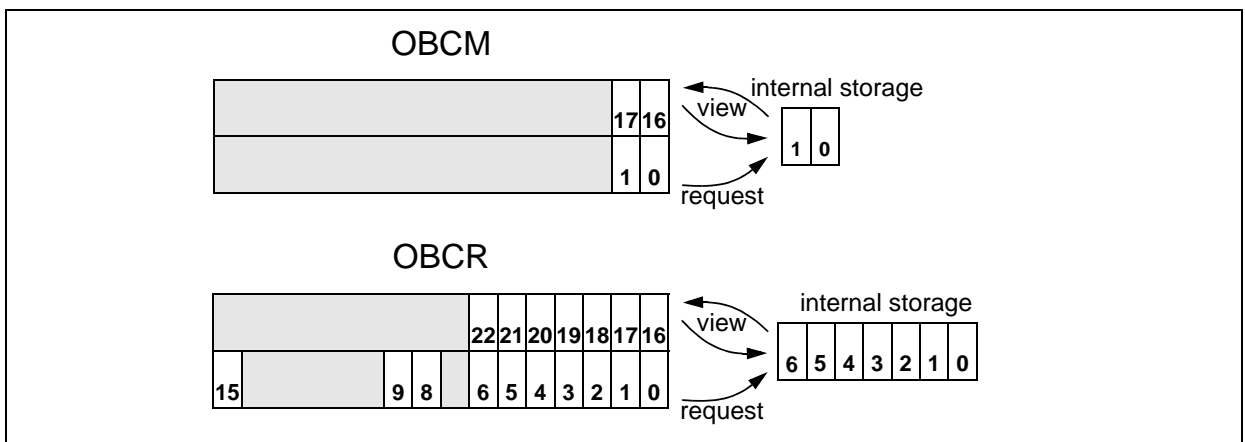 OBCM
internal storage
view
17 16
1 0
1 0
request
OBCR
internal storage
view
22 21 20 19 18 17 16
6 5 4 3 2 1 0
15 9 8 6 5 4 3 2 1 0
request